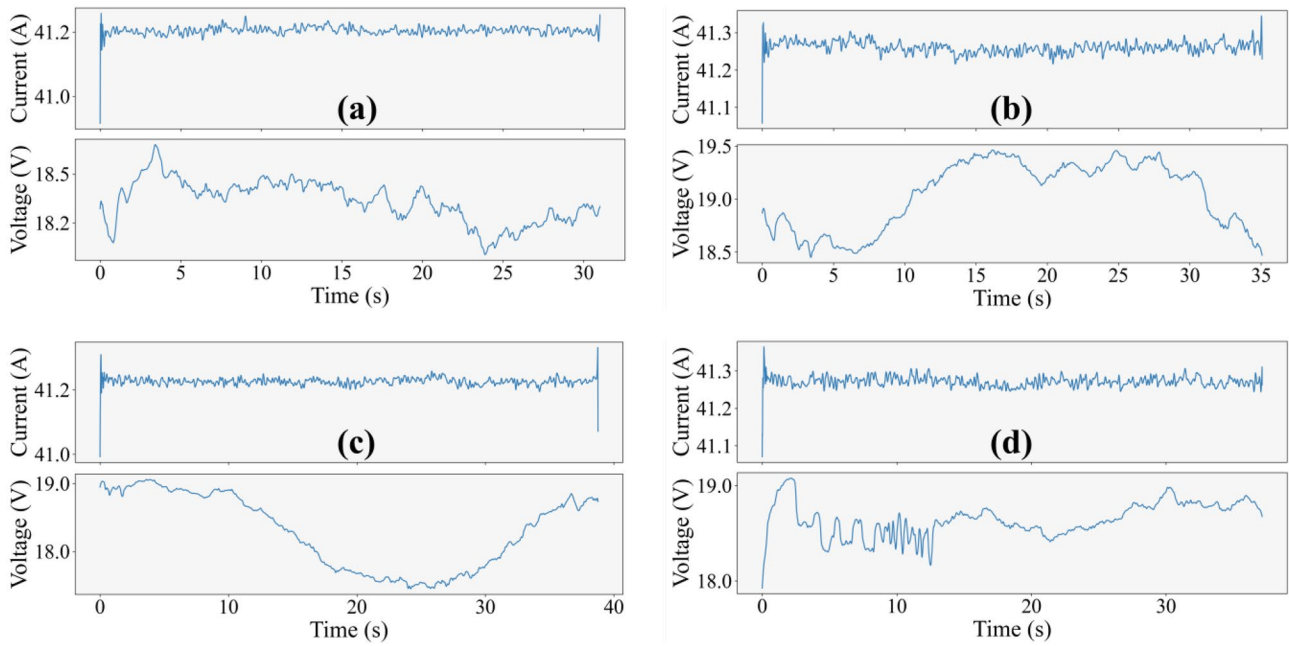 Current (A)
41.2
41.0
(a)
Voltage (V)
18.5
18.2
0 5 10 15 20 25 30
Time (s)
Current (A)
41.3
41.2
41.1
(b)
Voltage (V)
19.5
19.0
18.5
0 5 10 15 20 25 30 35
Time (s)
Current (A)
41.2
41.0
(c)
Voltage (V)
19.0
18.0
0 10 20 30 40
Time (s)
Current (A)
41.3
41.2
41.1
(d)
Voltage (V)
19.0
18.0
0 10 20 30
Time (s)